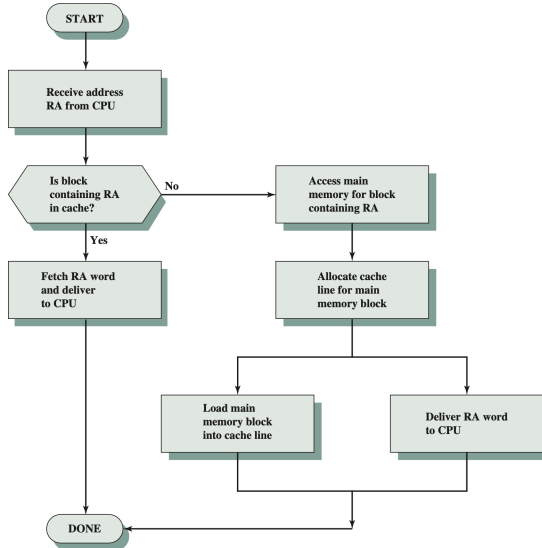 START
Receive address
RA from CPU
Is block
containing RA
in cache?
No
Access main
memory for block
containing RA
Yes
Fetch RA word
and deliver
to CPU
Allocate cache
line for main
memory block
Load main
memory block
into cache line
Deliver RA word
to CPU
DONE